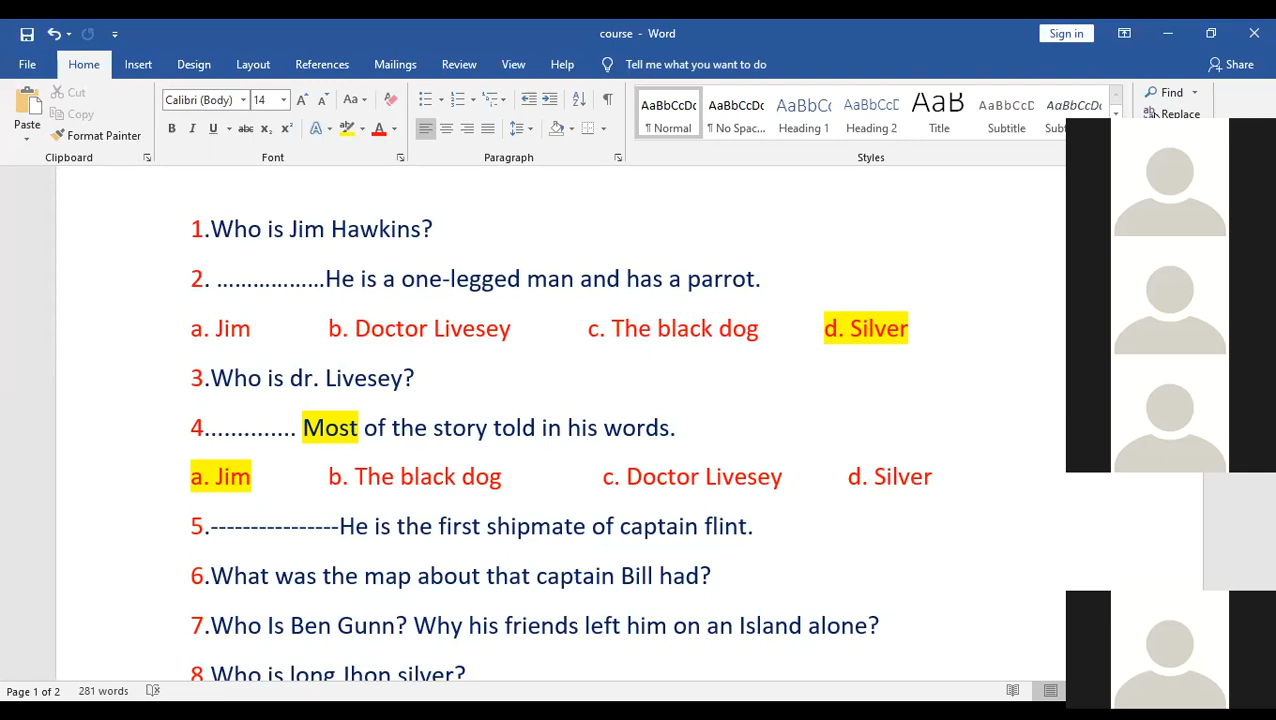 course - Word
Sign in
File Home Insert Design Layout References Mailings Review View Help Tell me what you want to do Share
Paste
Cut
Copy
Format Painter
Clipboard
Calibri (Body) 14
Font
Paragraph
AaBbCcDc AaBbCcDc AaBbCc AaBbCcC AaB AaBbCcD AaBbCcDc
¶ Normal ¶ No Spac... Heading 1 Heading 2 Title Subtitle
Styles
Find
Replace
1.Who is Jim Hawkins?
2. ………………He is a one-legged man and has a parrot.
a. Jim b. Doctor Livesey c. The black dog d. Silver
3.Who is dr. Livesey?
4.............. Most of the story told in his words.
a. Jim b. The black dog c. Doctor Livesey d. Silver
5.----------------He is the first shipmate of captain flint.
6.What was the map about that captain Bill had?
7.Who Is Ben Gunn? Why his friends left him on an Island alone?
8 Who is long Jhon silver?
Page 1 of 2 281 words